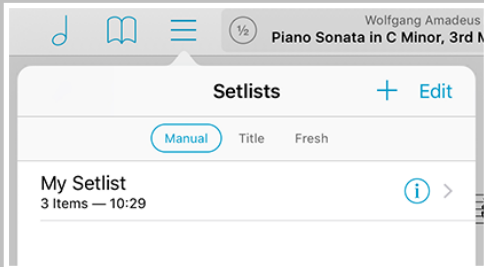 ½
Wolfgang Amadeus
Piano Sonata in C Minor, 3rd
Setlists
+ Edit
Manual Title Fresh
My Setlist
3 Items — 10:29
i